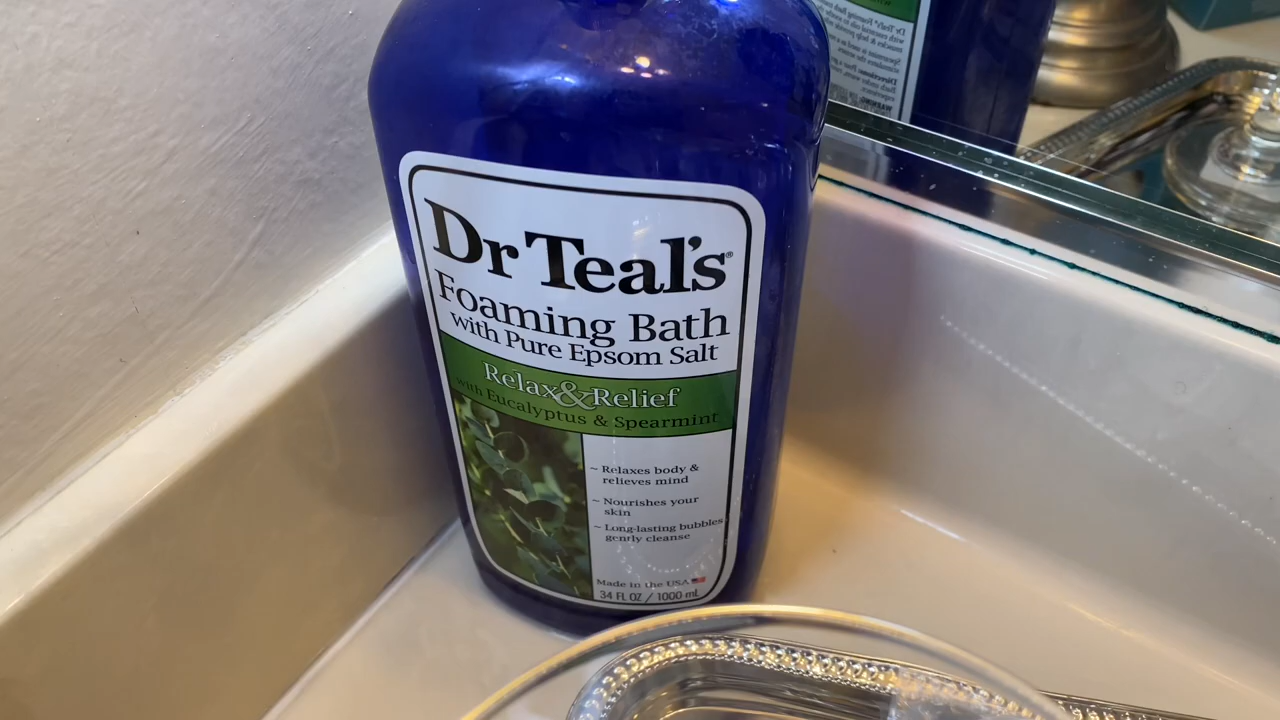 Dr Teal's®
Foaming Bath
with Pure Epsom Salt
Relax&Relief
with Eucalyptus & Spearmint
~ Relaxes body &
relieves mind
~ Nourishes your
skin
~ Long-lasting bubbles
gently cleanse
Made in the USA
34 FL OZ / 1000 mL